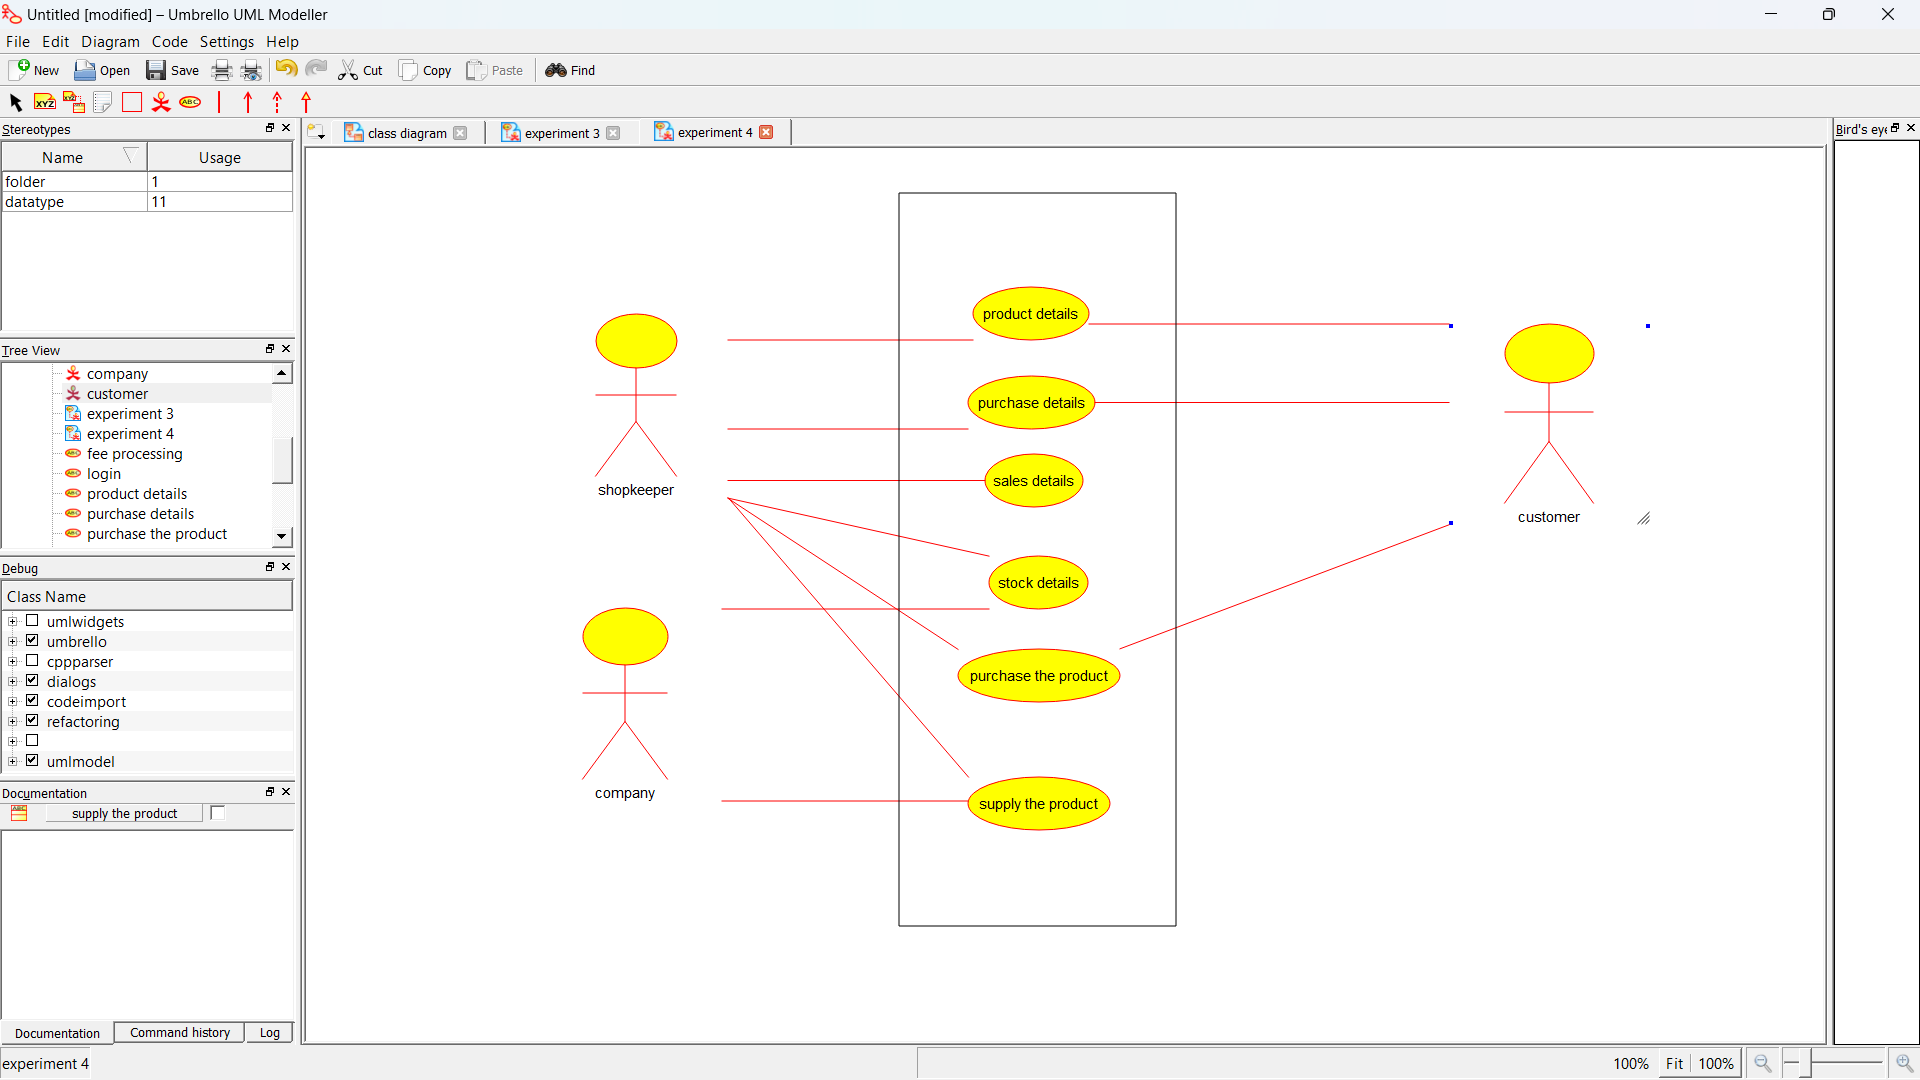 Untitled [modified] – Umbrello UML Modeller
File Edit Diagram Code Settings Help
New Open Save Cut Copy Paste Find
XYZ XYZ ABC
Stereotypes
Name Usage
folder 1
datatype 11
Tree View
company
customer
experiment 3
experiment 4
fee processing
login
product details
purchase details
purchase the product
Debug
Class Name
umlwidgets
umbrello
cppparser
dialogs
codeimport
refactoring
umlmodel
Documentation
supply the product
Documentation Command history Log
class diagram experiment 3 experiment 4
product details
purchase details
sales details
stock details
purchase the product
supply the product
shopkeeper
company
customer
Bird's eye
experiment 4
100% Fit 100%